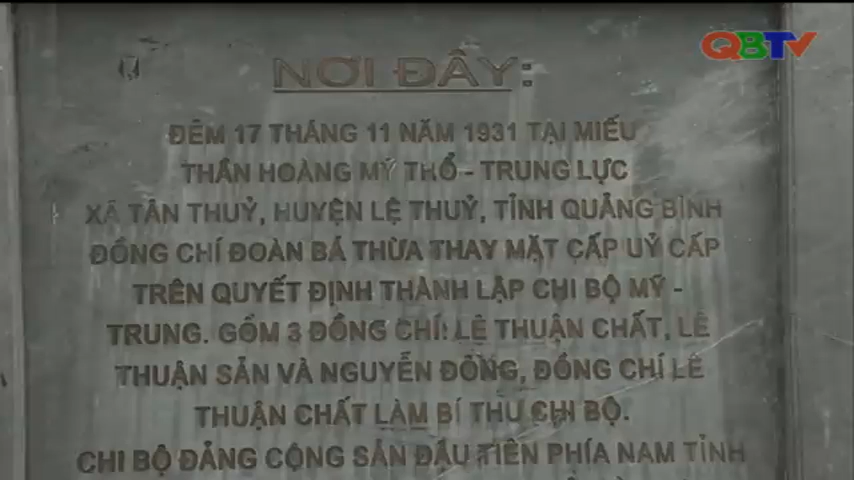 QBTV
NƠI ĐÂY:
ĐÊM 17 THÁNG 11 NĂM 1931 TẠI MIẾU
THẦN HOÀNG MỸ THỔ - TRUNG LỰC
XÃ TÂN THUỶ, HUYỆN LỆ THUỶ, TỈNH QUẢNG BÌNH
ĐỒNG CHÍ ĐOÀN BÁ THỪA THAY MẶT CẤP UỶ CẤP
TRÊN QUYẾT ĐỊNH THÀNH LẬP CHI BỘ MỸ -
TRUNG. GỒM 3 ĐỒNG CHÍ: LÊ THUẬN CHẤT, LÊ
THUẬN SẢN VÀ NGUYỄN ĐỒNG, ĐỒNG CHÍ LÊ
THUẬN CHẤT LÀM BÍ THƯ CHI BỘ.
CHI BỘ ĐẢNG CỘNG SẢN ĐẦU TIÊN PHÍA NAM TỈNH